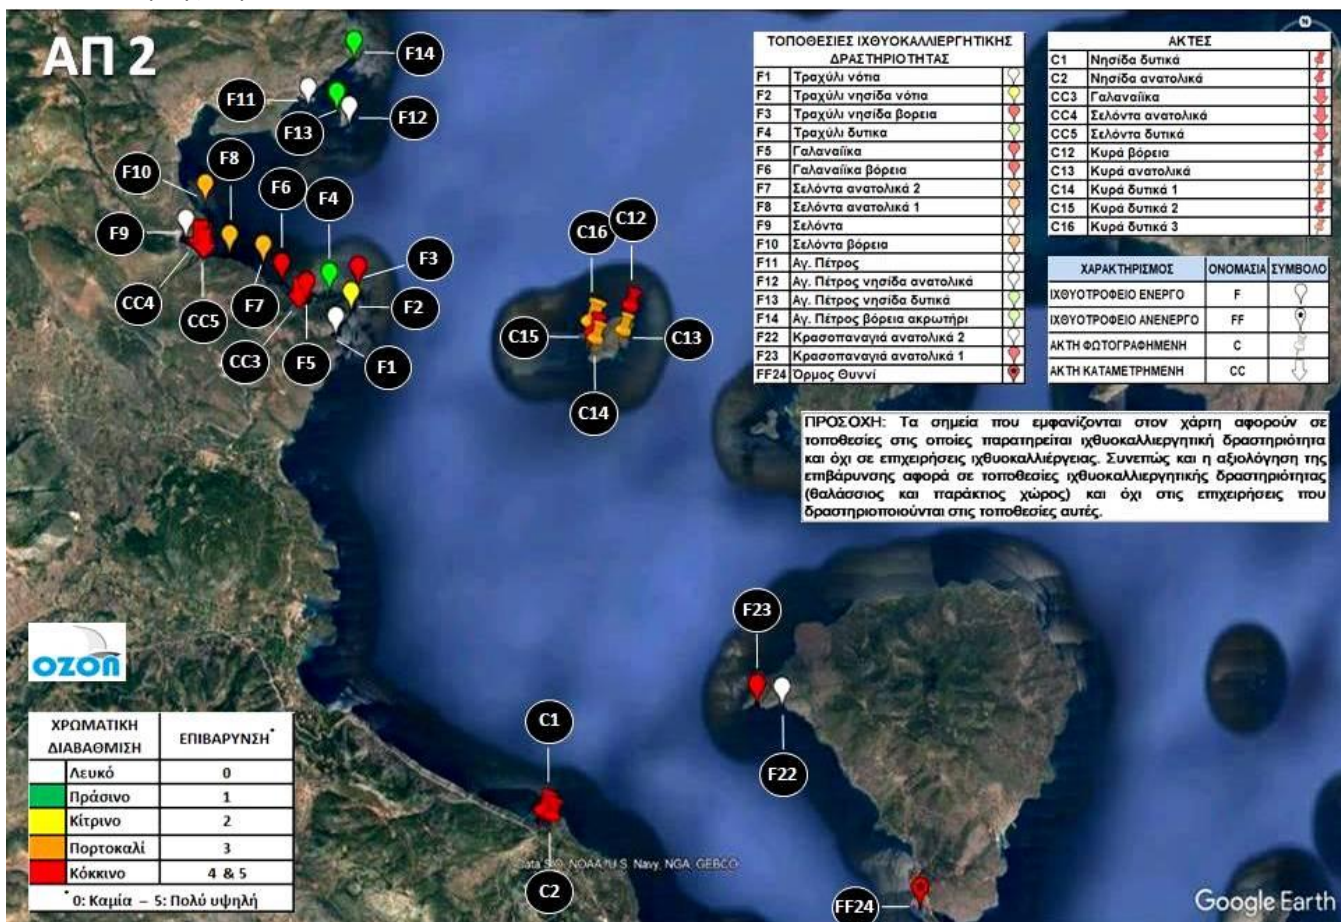 ΑΠ 2
F14
F11
F13
F12
F10
F8
F6
F4
F9
F3
CC4
CC5
F7
F2
CC3
F5
F1
C16
C12
C15
C13
C14
F23
F22
C1
C2
FF24
N
ΤΟΠΟΘΕΣΙΕΣ ΙΧΘΥΟΚΑΛΛΙΕΡΓΗΤΙΚΗΣ
ΔΡΑΣΤΗΡΙΟΤΗΤΑΣ
F1 Τραχύλι νότια
F2 Τραχύλι νησίδα νότια
F3 Τραχύλι νησίδα βορεια
F4 Τραχύλι δυτικα
F5 Γαλαναίϊκα
F6 Γαλαναίϊκα βόρεια
F7 Σελόντα ανατολικά 2
F8 Σελόντα ανατολικά 1
F9 Σελόντα
F10 Σελόντα βόρεια
F11 Αγ. Πέτρος
F12 Αγ. Πέτρος νησίδα ανατολικά
F13 Αγ. Πέτρος νησίδα δυτικά
F14 Αγ. Πέτρος βόρεια ακρωτήρι
F22 Κρασοπαναγιά ανατολικά 2
F23 Κρασοπαναγιά ανατολικά 1
FF24 Όρμος Θυννί
ΑΚΤΕΣ
C1 Νησίδα δυτικά
C2 Νησίδα ανατολικά
CC3 Γαλαναίϊκα
CC4 Σελόντα ανατολικά
CC5 Σελόντα δυτικά
C12 Κυρά βόρεια
C13 Κυρά ανατολικά
C14 Κυρά δυτικά 1
C15 Κυρά δυτικά 2
C16 Κυρά δυτικά 3
ΧΑΡΑΚΤΗΡΙΣΜΟΣ ΟΝΟΜΑΣΙΑ ΣΥΜΒΟΛΟ
ΙΧΘΥΟΤΡΟΦΕΙΟ ΕΝΕΡΓΟ F
ΙΧΘΥΟΤΡΟΦΕΙΟ ΑΝΕΝΕΡΓΟ FF
ΑΚΤΗ ΦΩΤΟΓΡΑΦΗΜΕΝΗ C
ΑΚΤΗ ΚΑΤΑΜΕΤΡΗΜΕΝΗ CC
ΠΡΟΣΟΧΗ: Τα σημεία που εμφανίζονται στον χάρτη αφορούν σε
τοποθεσίες στις οποίες παρατηρείται ιχθυοκαλλιεργητική δραστηριότητα
και όχι σε επιχειρήσεις ιχθυοκαλλιέργειας. Συνεπώς και η αξιολόγηση της
επιβάρυνσης αφορά σε τοποθεσίες ιχθυοκαλλιεργητικής δραστηριότητας
(θαλάσσιος και παράκτιος χώρος) και όχι στις επιχειρήσεις που
δραστηριοποιούνται στις τοποθεσίες αυτές.
OZON
ΧΡΩΜΑΤΙΚΗ
ΔΙΑΒΑΘΜΙΣΗ ΕΠΙΒΑΡΥΝΣΗ*
Λευκό 0
Πράσινο 1
Κίτρινο 2
Πορτοκαλί 3
Κόκκινο 4 & 5
* 0: Καμία – 5: Πολύ υψηλή
Data SIO, NOAA, U.S. Navy, NGA, GEBCO
Google Earth